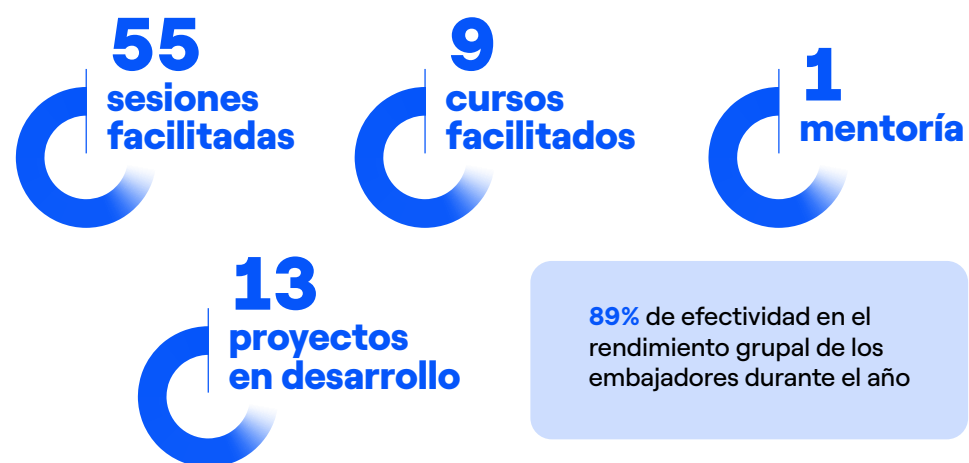 55
sesiones
facilitadas
9
cursos
facilitados
1
mentoría
13
proyectos
en desarrollo
89% de efectividad en el
rendimiento grupal de los
embajadores durante el año